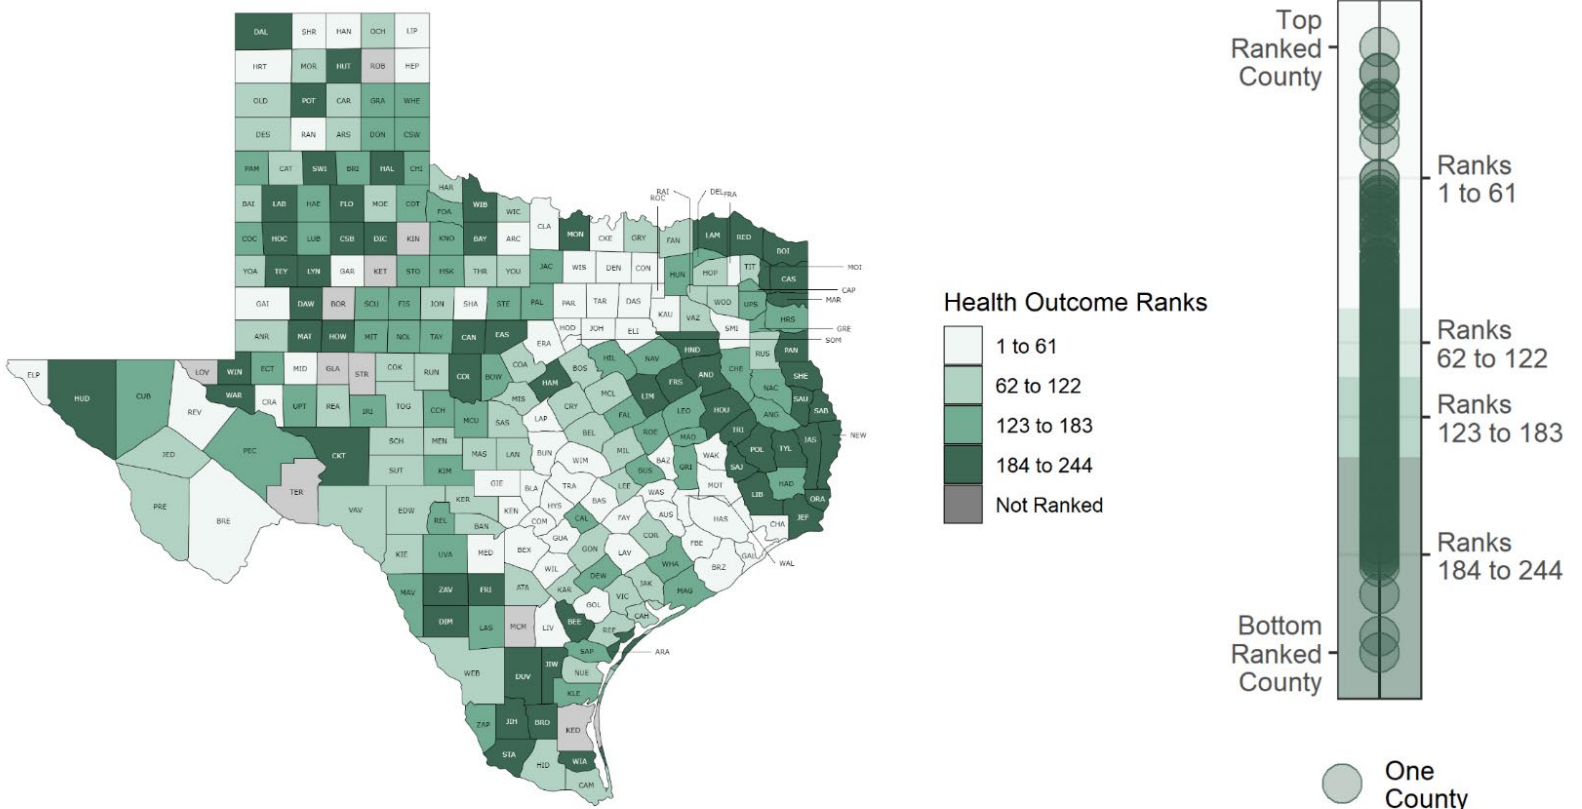 DAL SHR HAN OCH LIP
HRT MOR HUT ROB HEP
OLD POT CAR GRA WHE
DES RAN ARS DON CSW
PAM CAT SWI BRI HAL CHI
HAR
BAI LAB HAE FLO MOE COT FOA WIB WIC
RAI ROC DEL FRA
COC HOC LUB CSB DIC KIN KNO BAY ARC CLA MON CKE GRY FAN LAM RED BOI
YOA TEY LYN GAR KET STO HSK THR YOU JAC WIS DEN CON HUN HOP TIT CAS MOI
CAP
GAI DAW BOR SCU FIS JON SHA STE PAL PAR TAR DAS KAU VAZ WOD UPS MAR
HRS
ANR MAT HOW MIT NOL TAY CAN EAS ERA HOD JOH ELI SMI GRE
SOM
ELP LOV WIN ECT MID GLA STR COK RUN COL BOW COA BOS HIL NAV HND RUS PAN
HUD CUB REV WAR CRA UPT REA IRI TOG CCH MCU MIS HAM CRY MCL LIM FRS AND CHE NAC SHE
SAU SAB
JED PEC CKT SCH MEN SAS LAP BEL FAL LEO HOU ANG NEW
MAS LAN BUN WIM MIL ROE MAD TRI POL TYL JAS
PRE BRE TER SUT KIM GIE BLA TRA LEE BUS BAZ GRI WAK SAJ HAD
VAV EDW KER KEN HYS BAS WAS MOT LIB ORA
REL BAN COM CAL FAY AUS HAS CHA JEF
KIE UVA MED BEX GUA GON LAV COR FBE GAL WAL
WIL DEW WHA BRZ
MAV ZAV FRI ATA KAR VIC JAK MAG
DIM LAS MCM LIV BEE GOL REF CAH
WEB DUV JIW SAP NUE ARA
KLE
ZAP JIH BRO KED
STA HID WIA
CAM
Health Outcome Ranks
1 to 61
62 to 122
123 to 183
184 to 244
Not Ranked
Top
Ranked
County
Ranks
1 to 61
Ranks
62 to 122
Ranks
123 to 183
Ranks
184 to 244
Bottom
Ranked
County
One
County